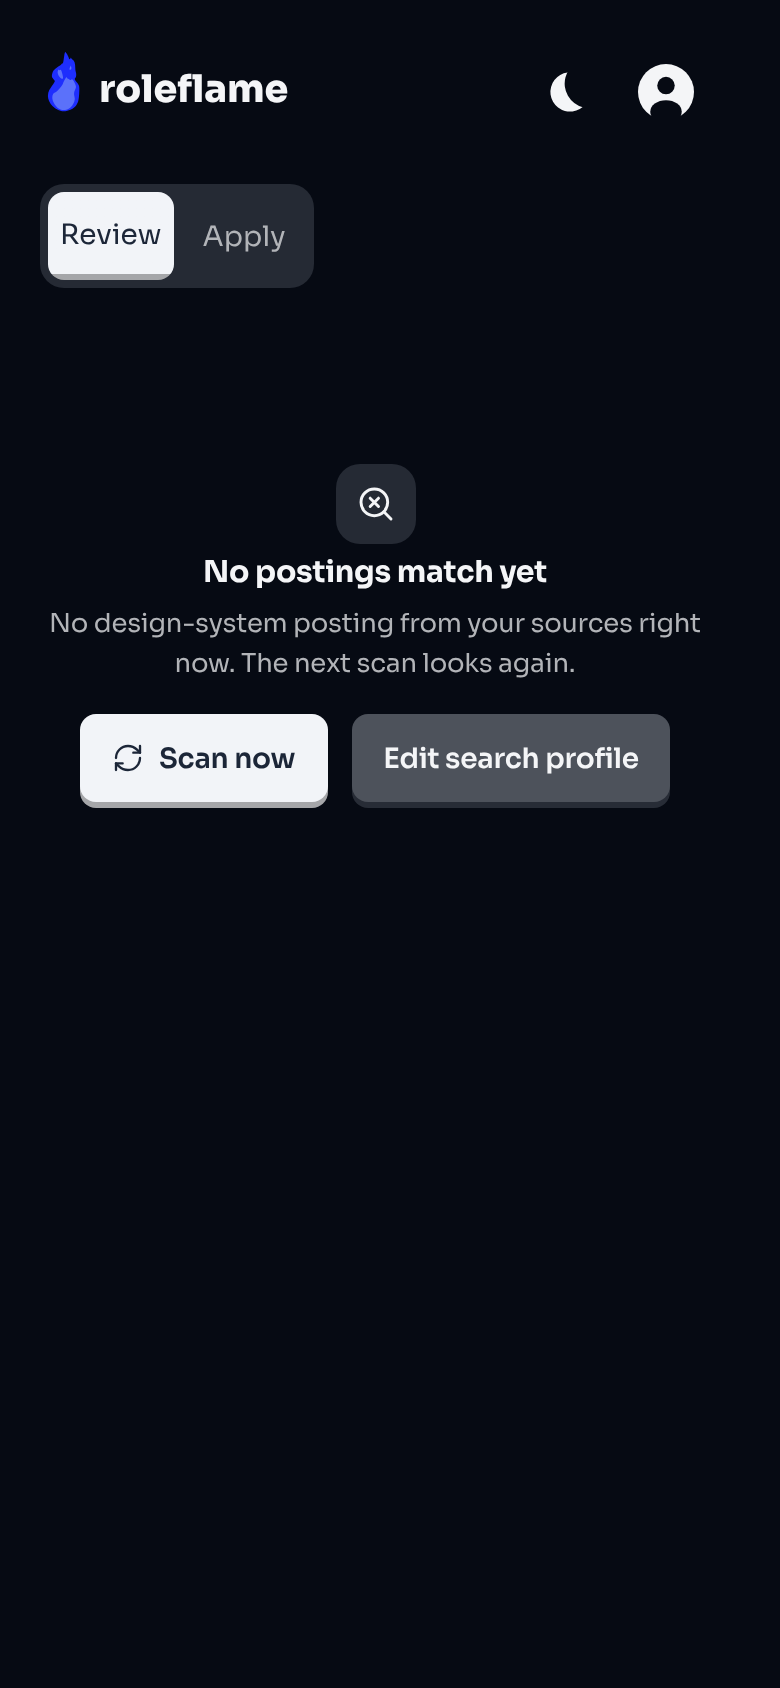 roleflame
Review
Apply
No postings match yet
No design-system posting from your sources right
now. The next scan looks again.
Scan now
Edit search profile